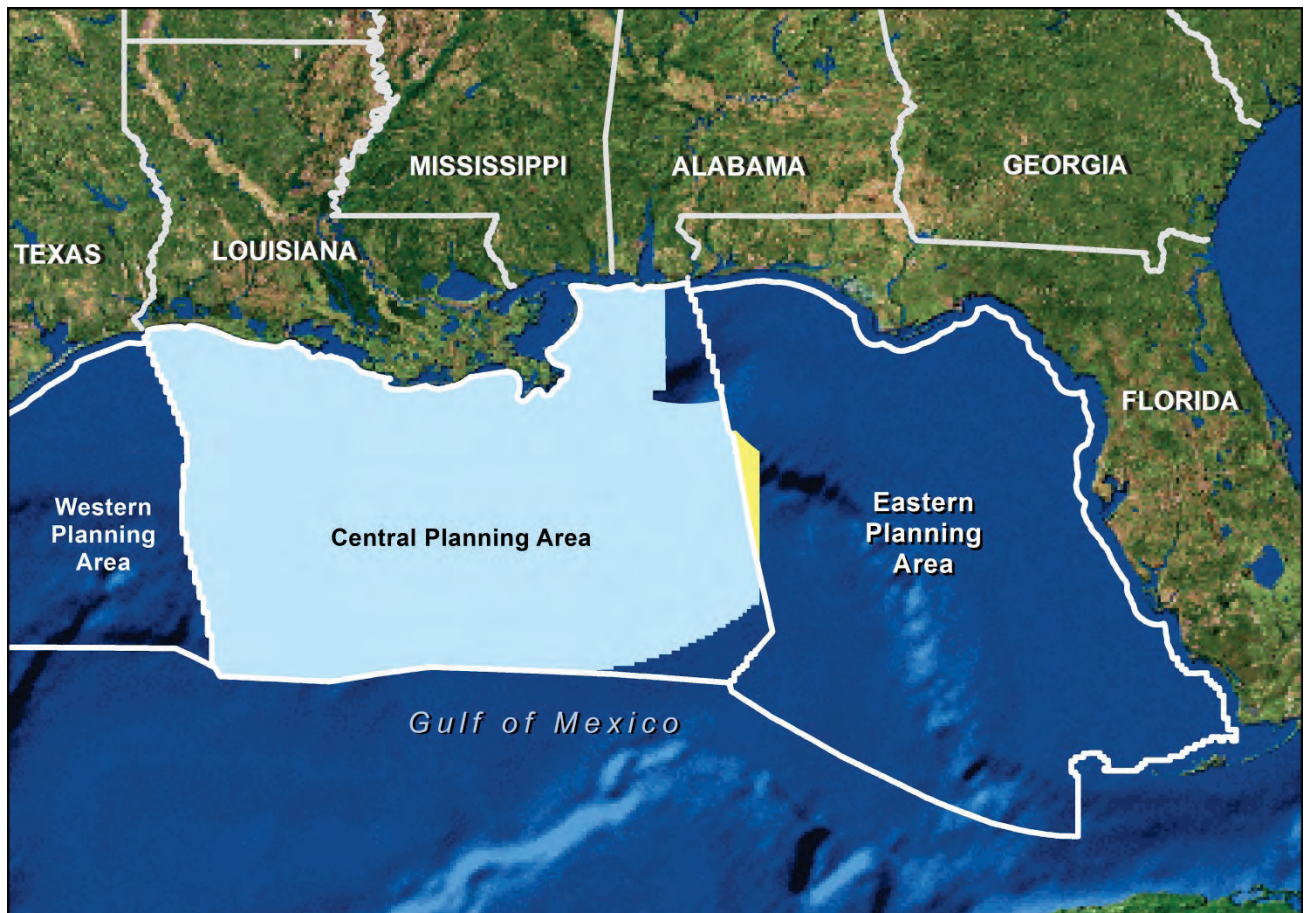 MISSISSIPPI
ALABAMA
GEORGIA
TEXAS
LOUISIANA
FLORIDA
Western
Planning
Area
Central Planning Area
Eastern
Planning
Area
Gulf of Mexico